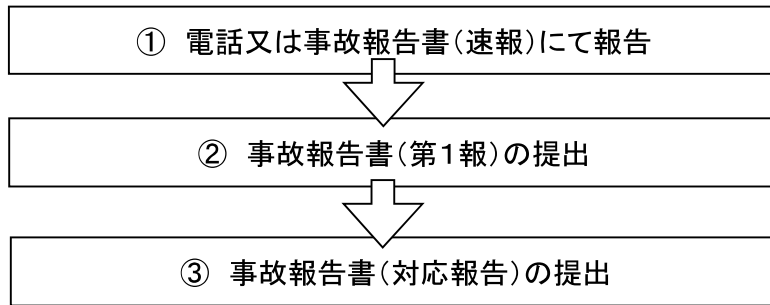 ① 電話又は事故報告書（速報）にて報告
② 事故報告書（第１報）の提出
③ 事故報告書（対応報告）の提出